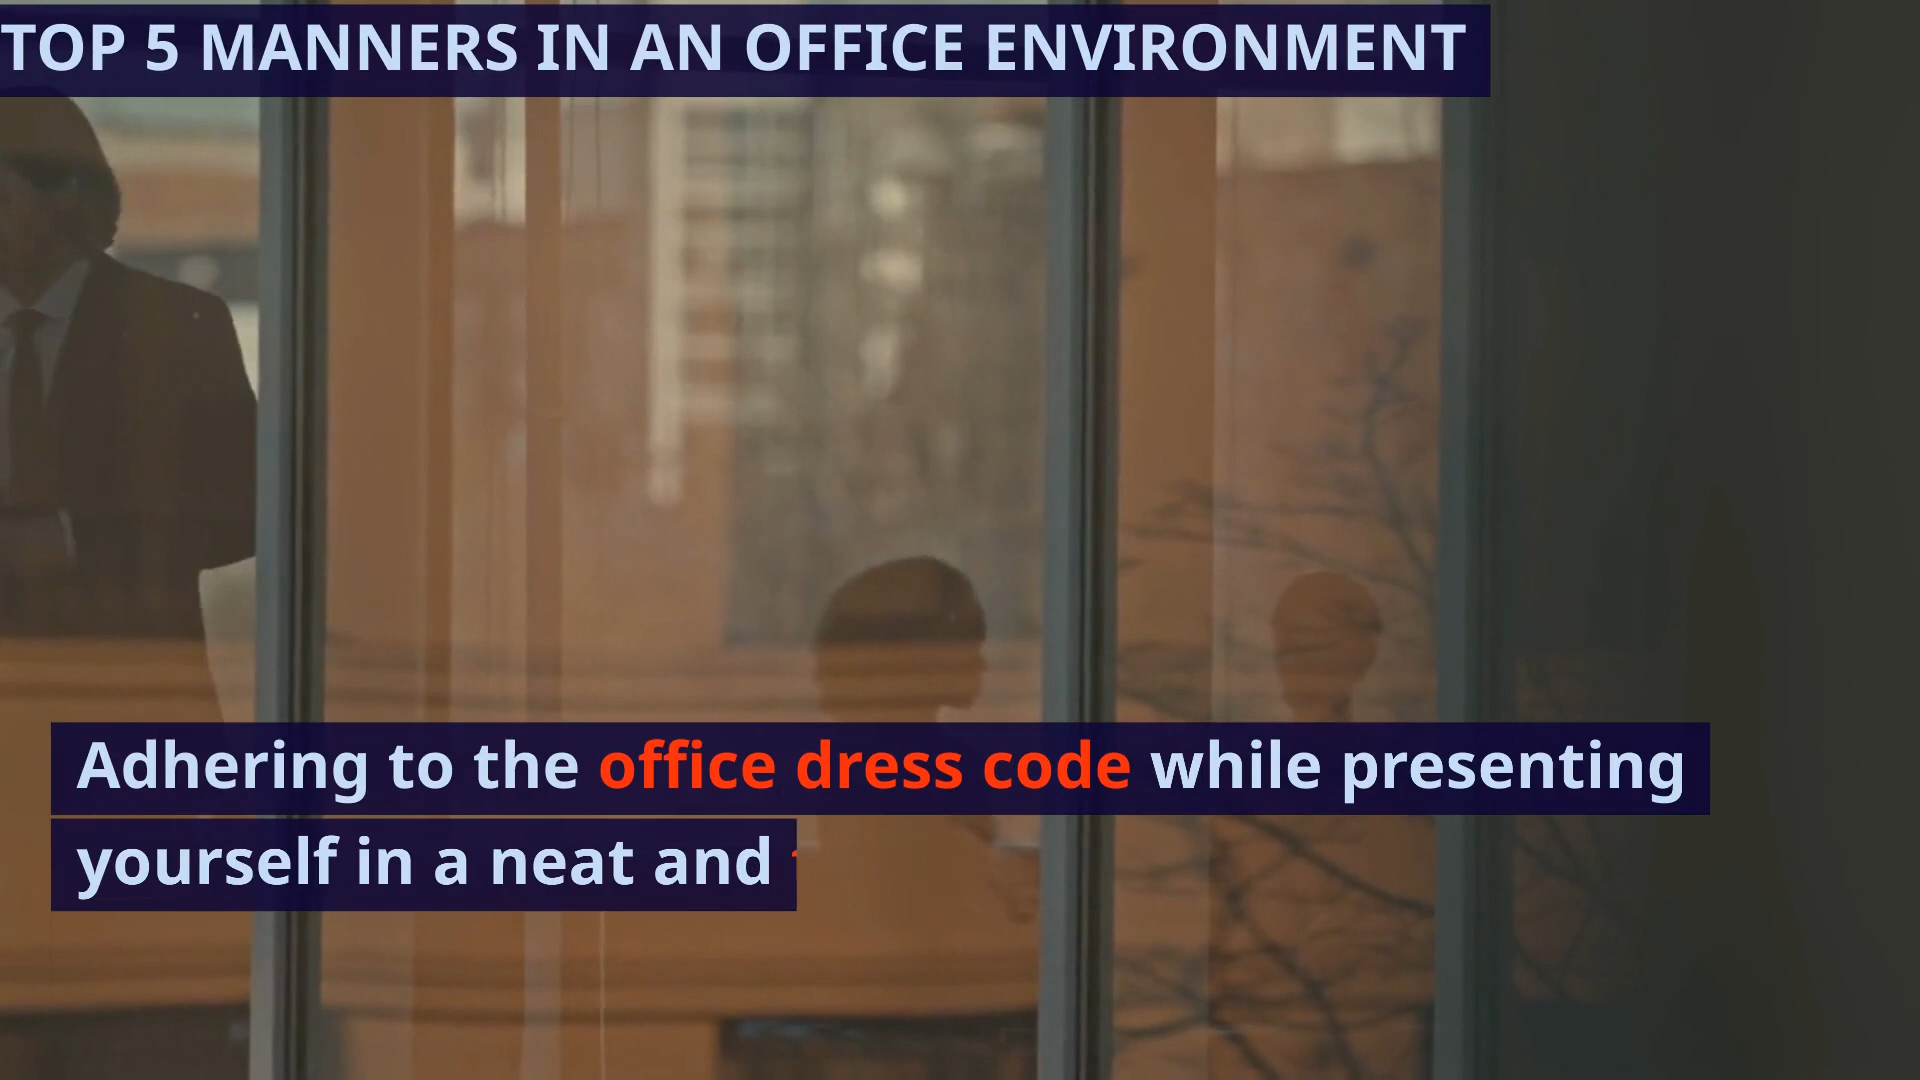 TOP 5 MANNERS IN AN OFFICE ENVIRONMENT
Adhering to the office dress code while presenting
yourself in a neat and